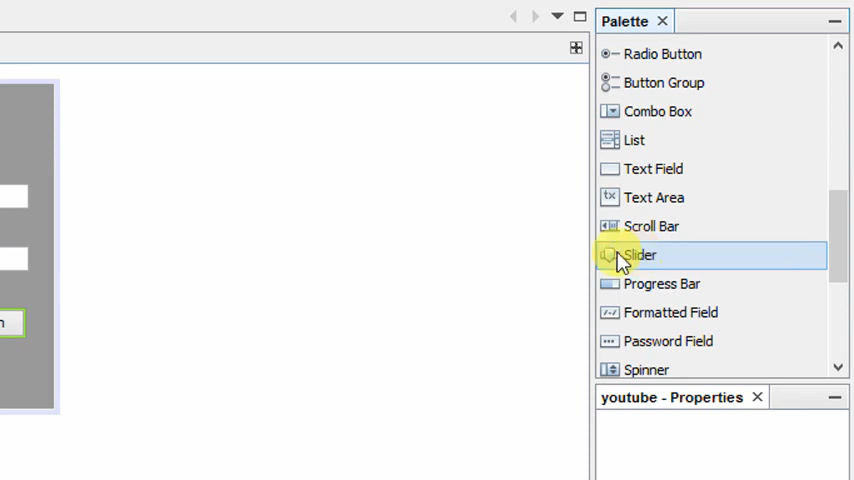 Palette
Radio Button
Button Group
Combo Box
List
Text Field
Text Area
Scroll Bar
Slider
Progress Bar
Formatted Field
Password Field
Spinner
youtube - Properties
n